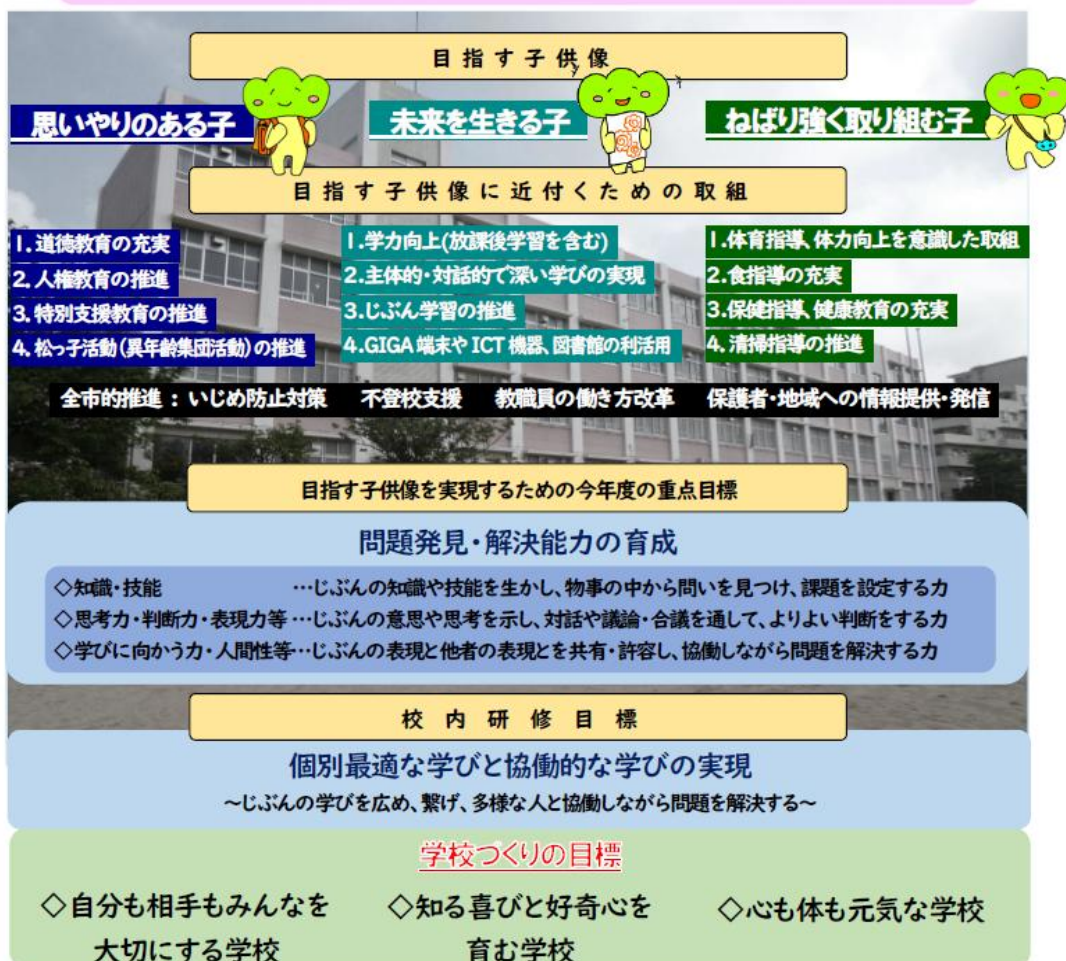 目指す子供像
思いやりのある子
未来を生きる子
ねばり強く取り組む子
目指す子供像に近付くための取組
1.道徳教育の充実
2.人権教育の推進
3.特別支援教育の推進
4.松っ子活動(異年齢集団活動)の推進
1.学力向上(放課後学習を含む)
2.主体的・対話的で深い学びの実現
3.じぶん学習の推進
4.GIGA端末やICT機器、図書館の利活用
1.体育指導、体力向上を意識した取組
2.食指導の充実
3.保健指導、健康教育の充実
4.清掃指導の推進
全市的推進:いじめ防止対策 不登校支援 教職員の働き方改革 保護者・地域への情報提供・発信
目指す子供像を実現するための今年度の重点目標
問題発見・解決能力の育成
◇知識・技能 …じぶんの知識や技能を生かし、物事の中から問いを見つけ、課題を設定する力
◇思考力・判断力・表現力等…じぶんの意思や思考を示し、対話や議論・合議を通して、よりよい判断をする力
◇学びに向かう力・人間性等…じぶんの表現と他者の表現とを共有・許容し、協働しながら問題を解決する力
校内研修目標
個別最適な学びと協働的な学びの実現
~じぶんの学びを広め、繋げ、多様な人と協働しながら問題を解決する~
学校づくりの目標
◇自分も相手もみんなを
大切にする学校
◇知る喜びと好奇心を
育む学校
◇心も体も元気な学校